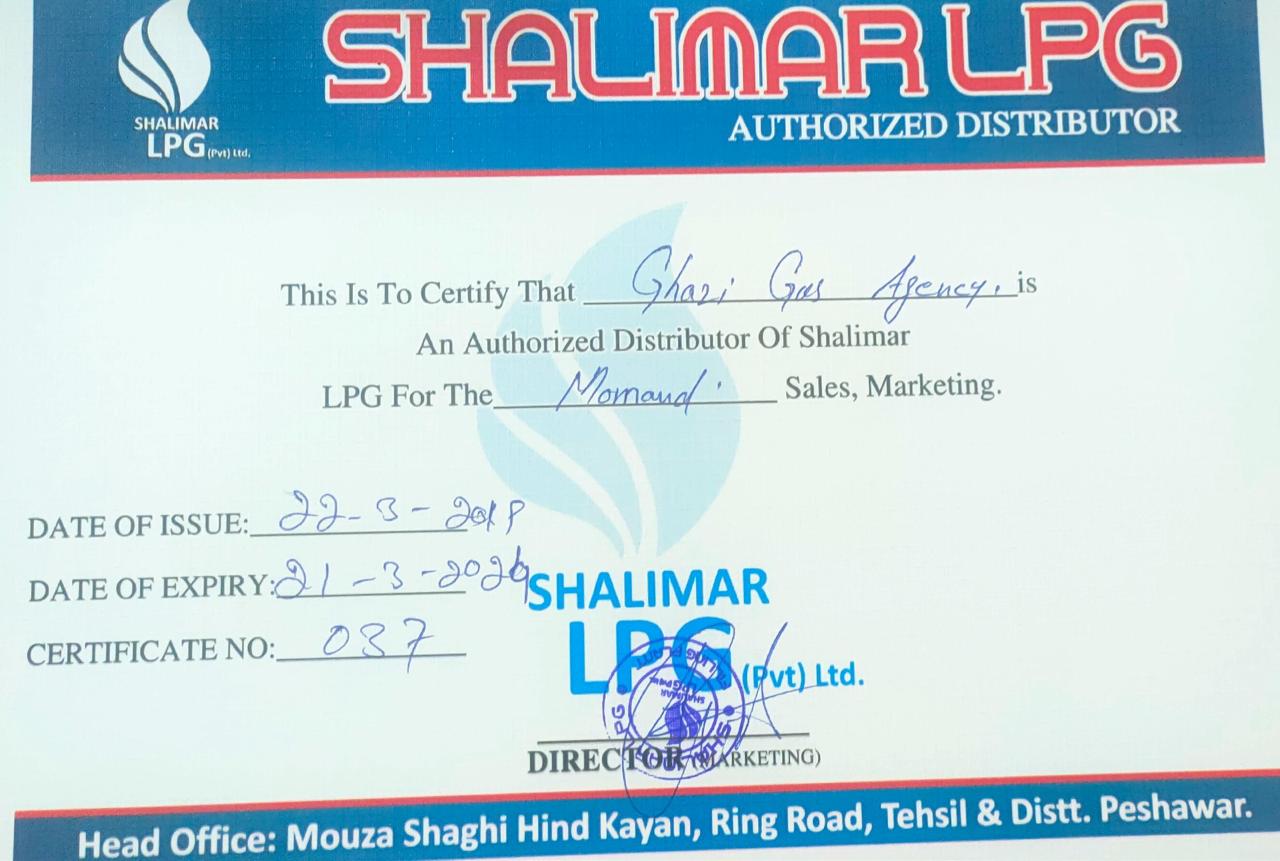 SHALIMAR LPG
AUTHORIZED DISTRIBUTOR
SHALIMAR
LPG (Pvt) Ltd.
This Is To Certify That Ghazi Gas Agency. is
An Authorized Distributor Of Shalimar
LPG For The Momand Sales, Marketing.
DATE OF ISSUE: 22-3-
DATE OF EXPIRY: 21-3-
CERTIFICATE NO: 037
SHALIMAR
LPG (Pvt) Ltd.
DIRECTOR (MARKETING)
Head Office: Mouza Shaghi Hind Kayan, Ring Road, Tehsil & Distt. Peshawar.